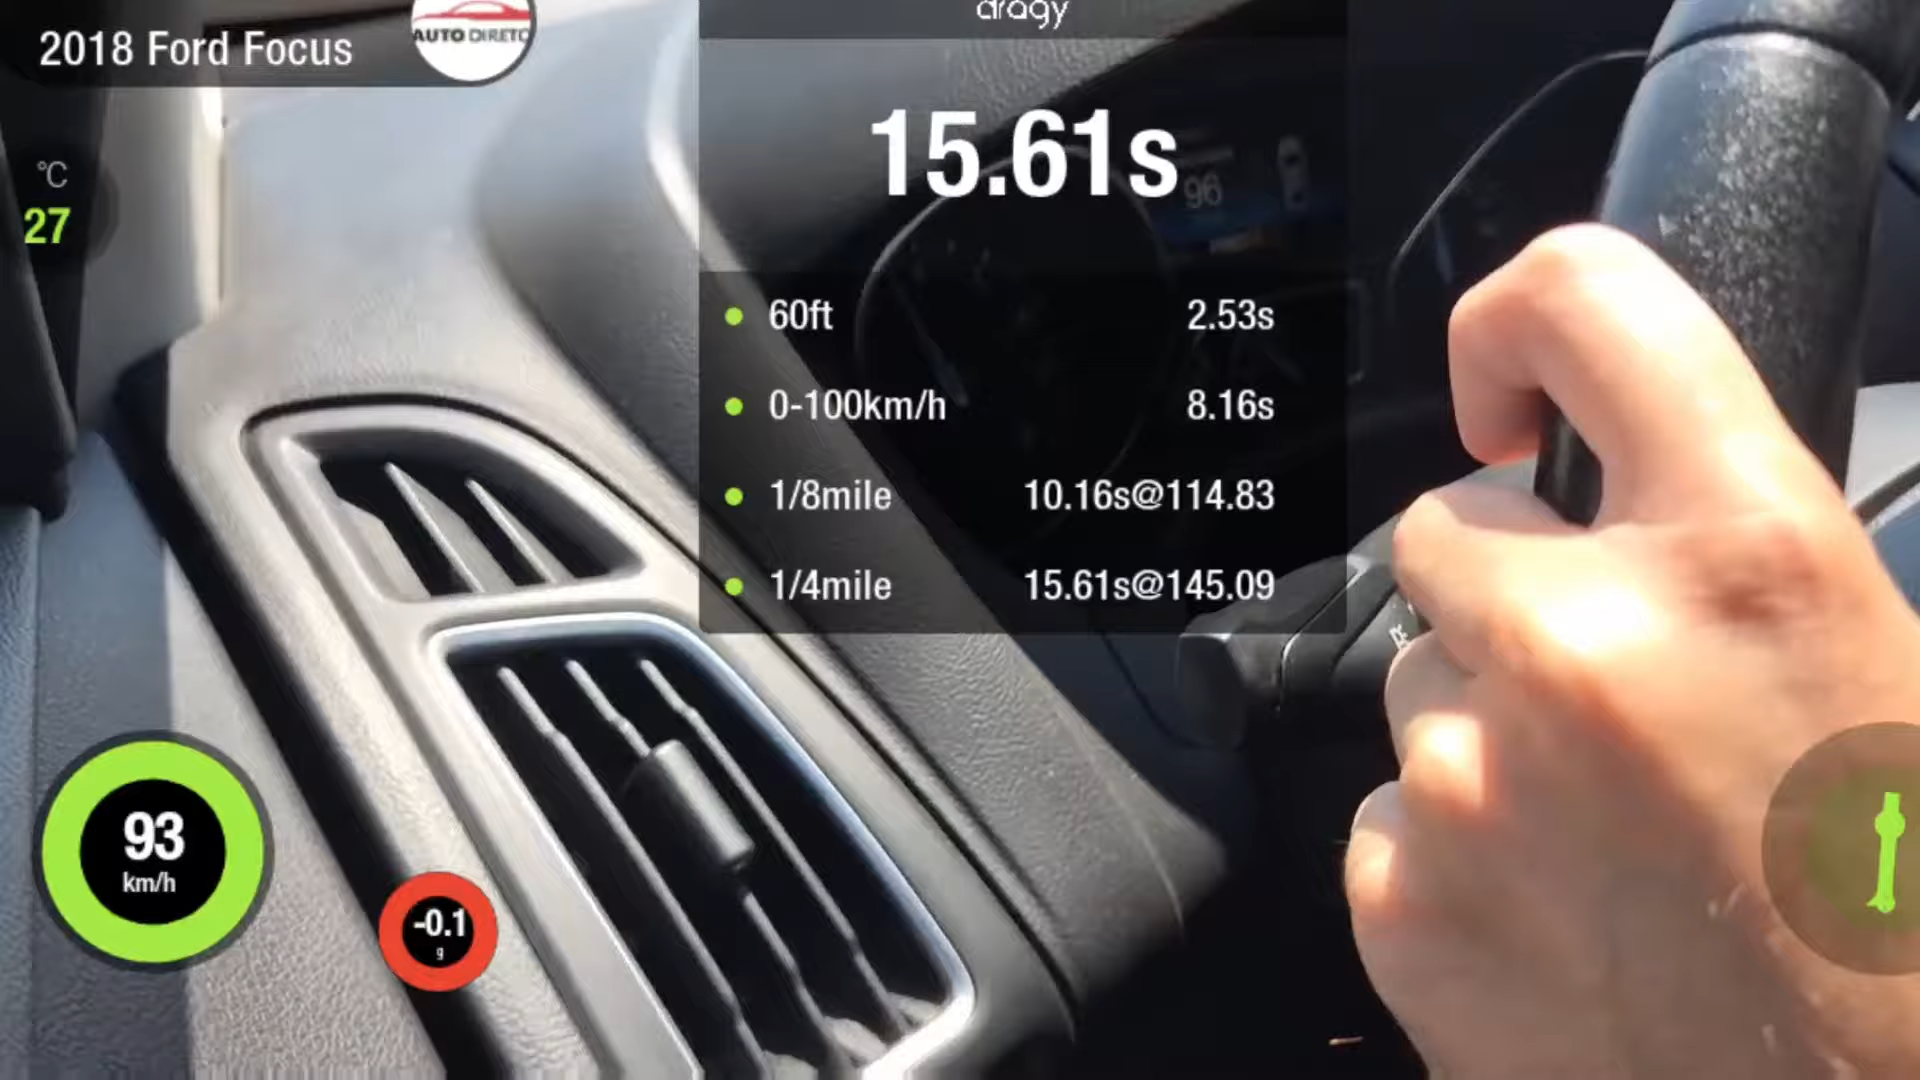 2018 Ford Focus
AUTO DIRETO
dragy
°C
27
15.61s
96
60ft 2.53s
0-100km/h 8.16s
1/8mile 10.16s@114.83
1/4mile 15.61s@145.09
93
km/h
-0.1
g